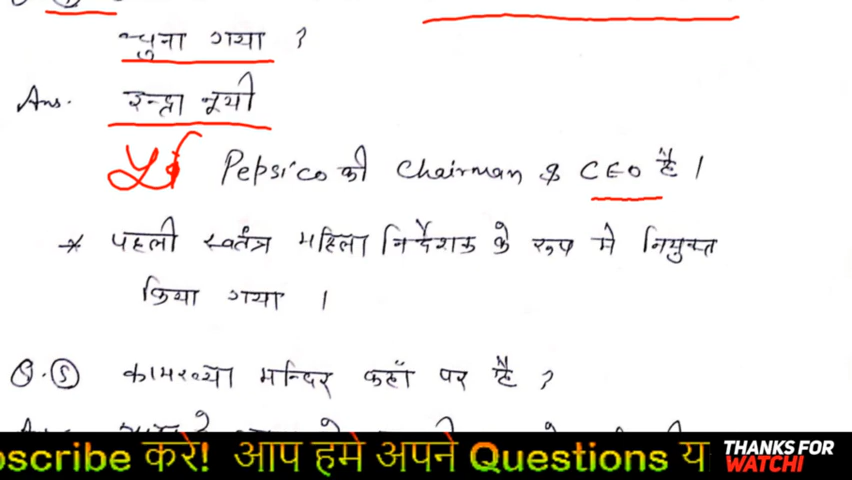 चुना गया ?
Ans. इन्द्रा नूयी
Pepsico की Chairman & CEO है ।
* पहली स्वतंत्र महिला निर्देशक के रूप मे नियुक्त
किया गया ।
Q.⑤ कामख्या मन्दिर कहाँ पर है ?
bscribe करे! आप हमे अपने Questions य
THANKS FOR
WATCHI